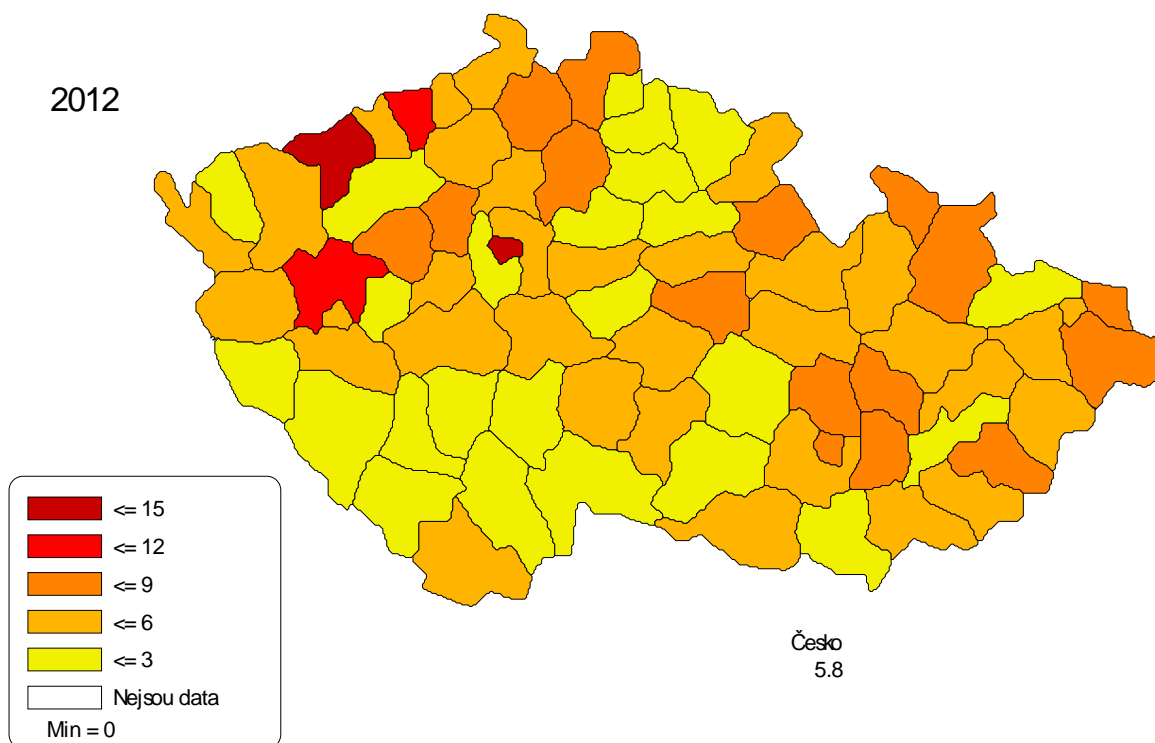 2012
<= 15
<= 12
<= 9
<= 6
<= 3
Nejsou data
Min = 0
Česko
5.8